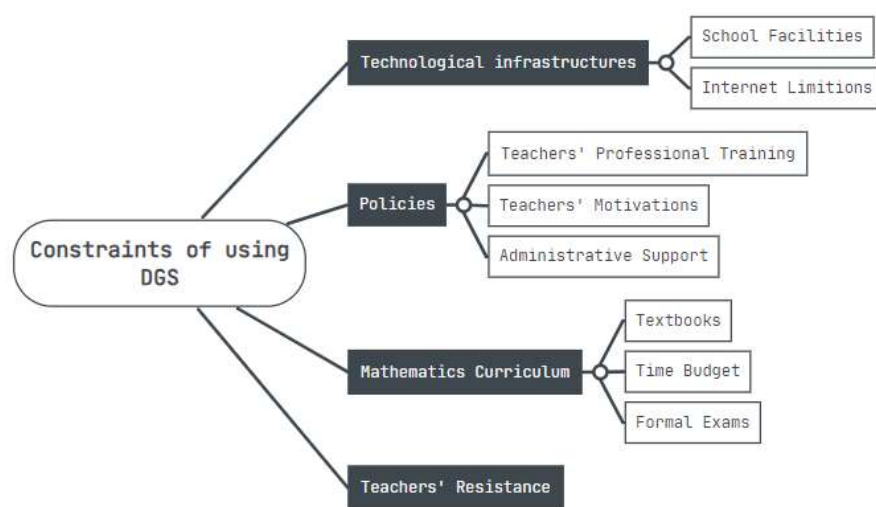 Constraints of using
DGS
Technological infrastructures
School Facilities
Internet Limitions
Policies
Teachers' Professional Training
Teachers' Motivations
Administrative Support
Mathematics Curriculum
Textbooks
Time Budget
Formal Exams
Teachers' Resistance